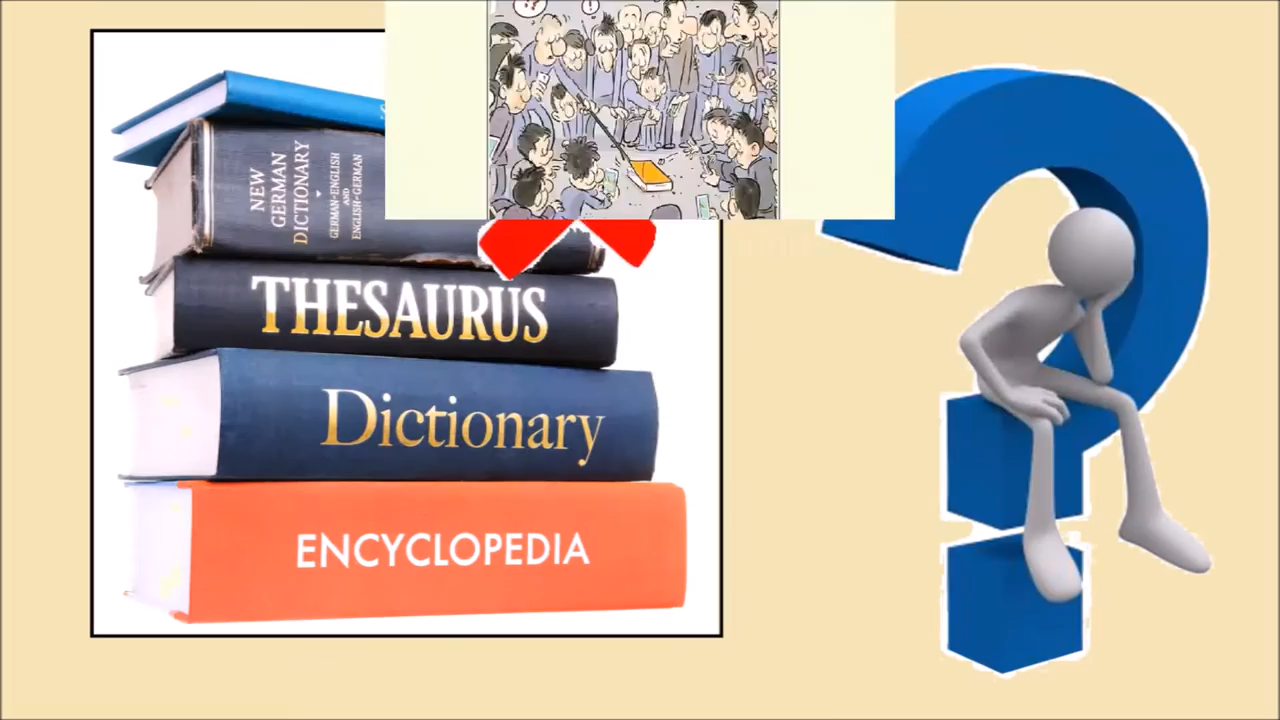 NEW
GERMAN
DICTIONARY
GERMAN-ENGLISH
AND
ENGLISH-GERMAN
THESAURUS
Dictionary
ENCYCLOPEDIA